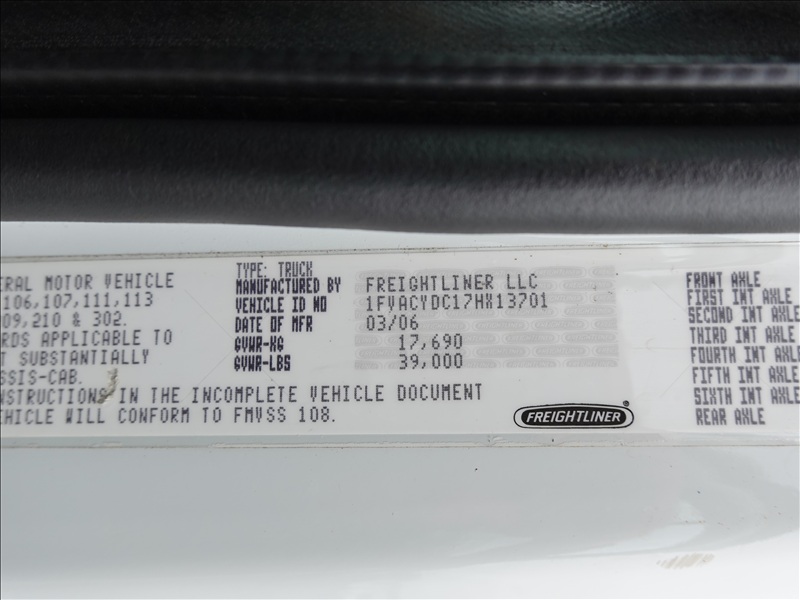 ERAL MOTOR VEHICLE
106,107,111,113
09,210 & 302.
RDS APPLICABLE TO
T SUBSTANTIALLY
SSIS-CAB.
NSTRUCTIONS IN THE INCOMPLETE VEHICLE DOCUMENT
EHICLE WILL CONFORM TO FMVSS 108.
TYPE: TRUCK
MANUFACTURED BY FREIGHTLINER LLC
VEHICLE ID NO 1FVACYDC17HX13701
DATE OF MFR 03/06
GVWR-KG 17,690
GVWR-LBS 39,000
FREIGHTLINER®
FRONT AXLE
FIRST INT AXLE
SECOND INT AXLE
THIRD INT AXLE
FOURTH INT AXLE
FIFTH INT AXLE
SIXTH INT AXLE
REAR AXLE